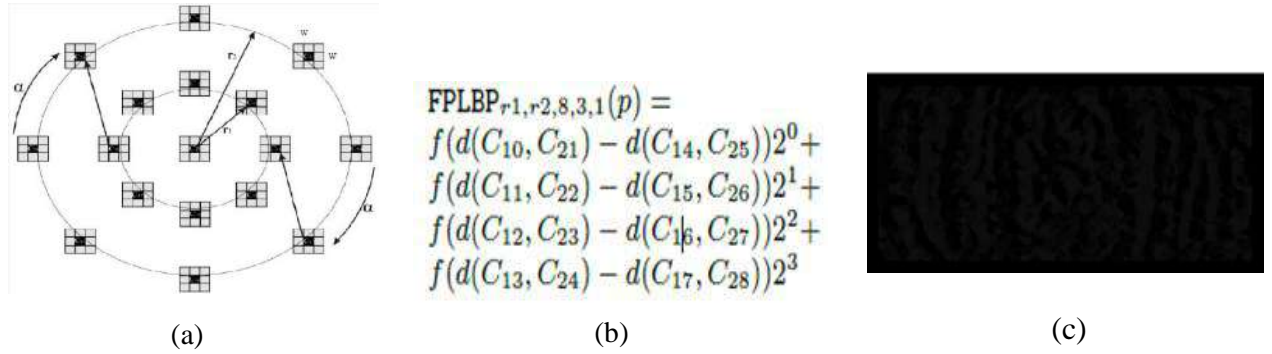 α
w
w
r₂
r₁
α
FPLBP_{r1,r2,8,3,1}(p) =
f(d(C₁₀, C₂₁) − d(C₁₄, C₂₅))2⁰+
f(d(C₁₁, C₂₂) − d(C₁₅, C₂₆))2¹+
f(d(C₁₂, C₂₃) − d(C₁₆, C₂₇))2²+
f(d(C₁₃, C₂₄) − d(C₁₇, C₂₈))2³
(a)
(b)
(c)